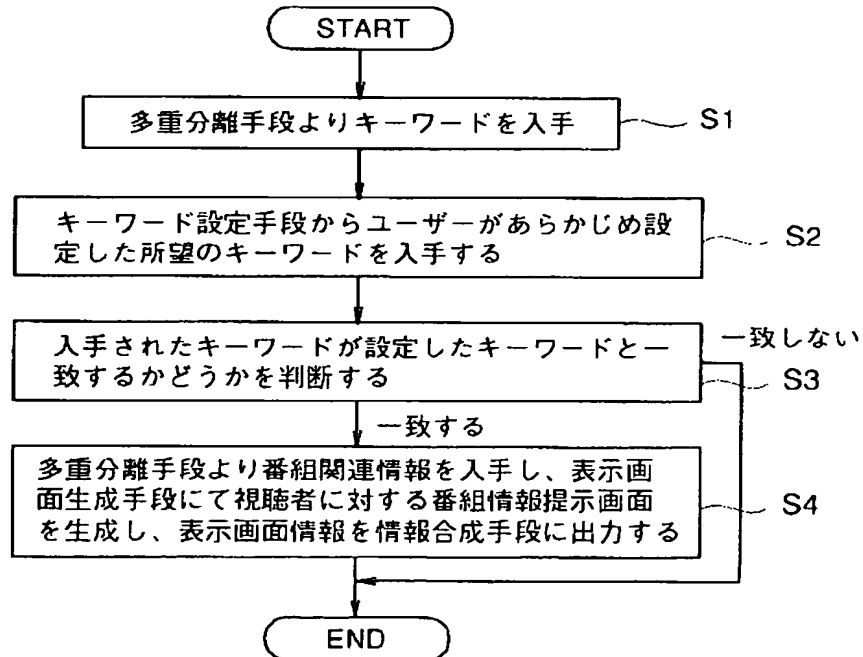 START
多重分離手段よりキーワードを入手
S1
キーワード設定手段からユーザーがあらかじめ設
定した所望のキーワードを入手する
S2
入手されたキーワードが設定したキーワードと一
致するかどうかを判断する
一致しない
S3
一致する
多重分離手段より番組関連情報を入手し、表示画
面生成手段にて視聴者に対する番組情報提示画面
を生成し、表示画面情報を情報合成手段に出力する
S4
END